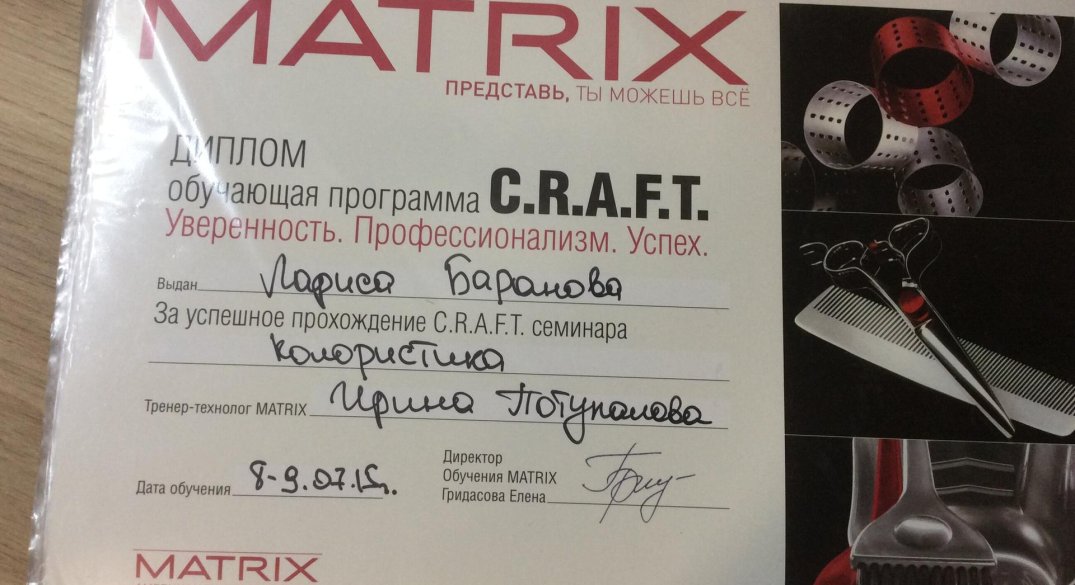 MATRIX
ПРЕДСТАВЬ, ТЫ МОЖЕШЬ ВСЁ
ДИПЛОМ
обучающая программа C.R.A.F.T.
Уверенность. Профессионализм. Успех.
Выдан Лариса Баранова
За успешное прохождение C.R.A.F.T. семинара
колористика
Тренер-технолог MATRIX Ирина Потупалова
Дата обучения 8-9.07.15г.
Директор
Обучения MATRIX
Гридасова Елена
MATRIX